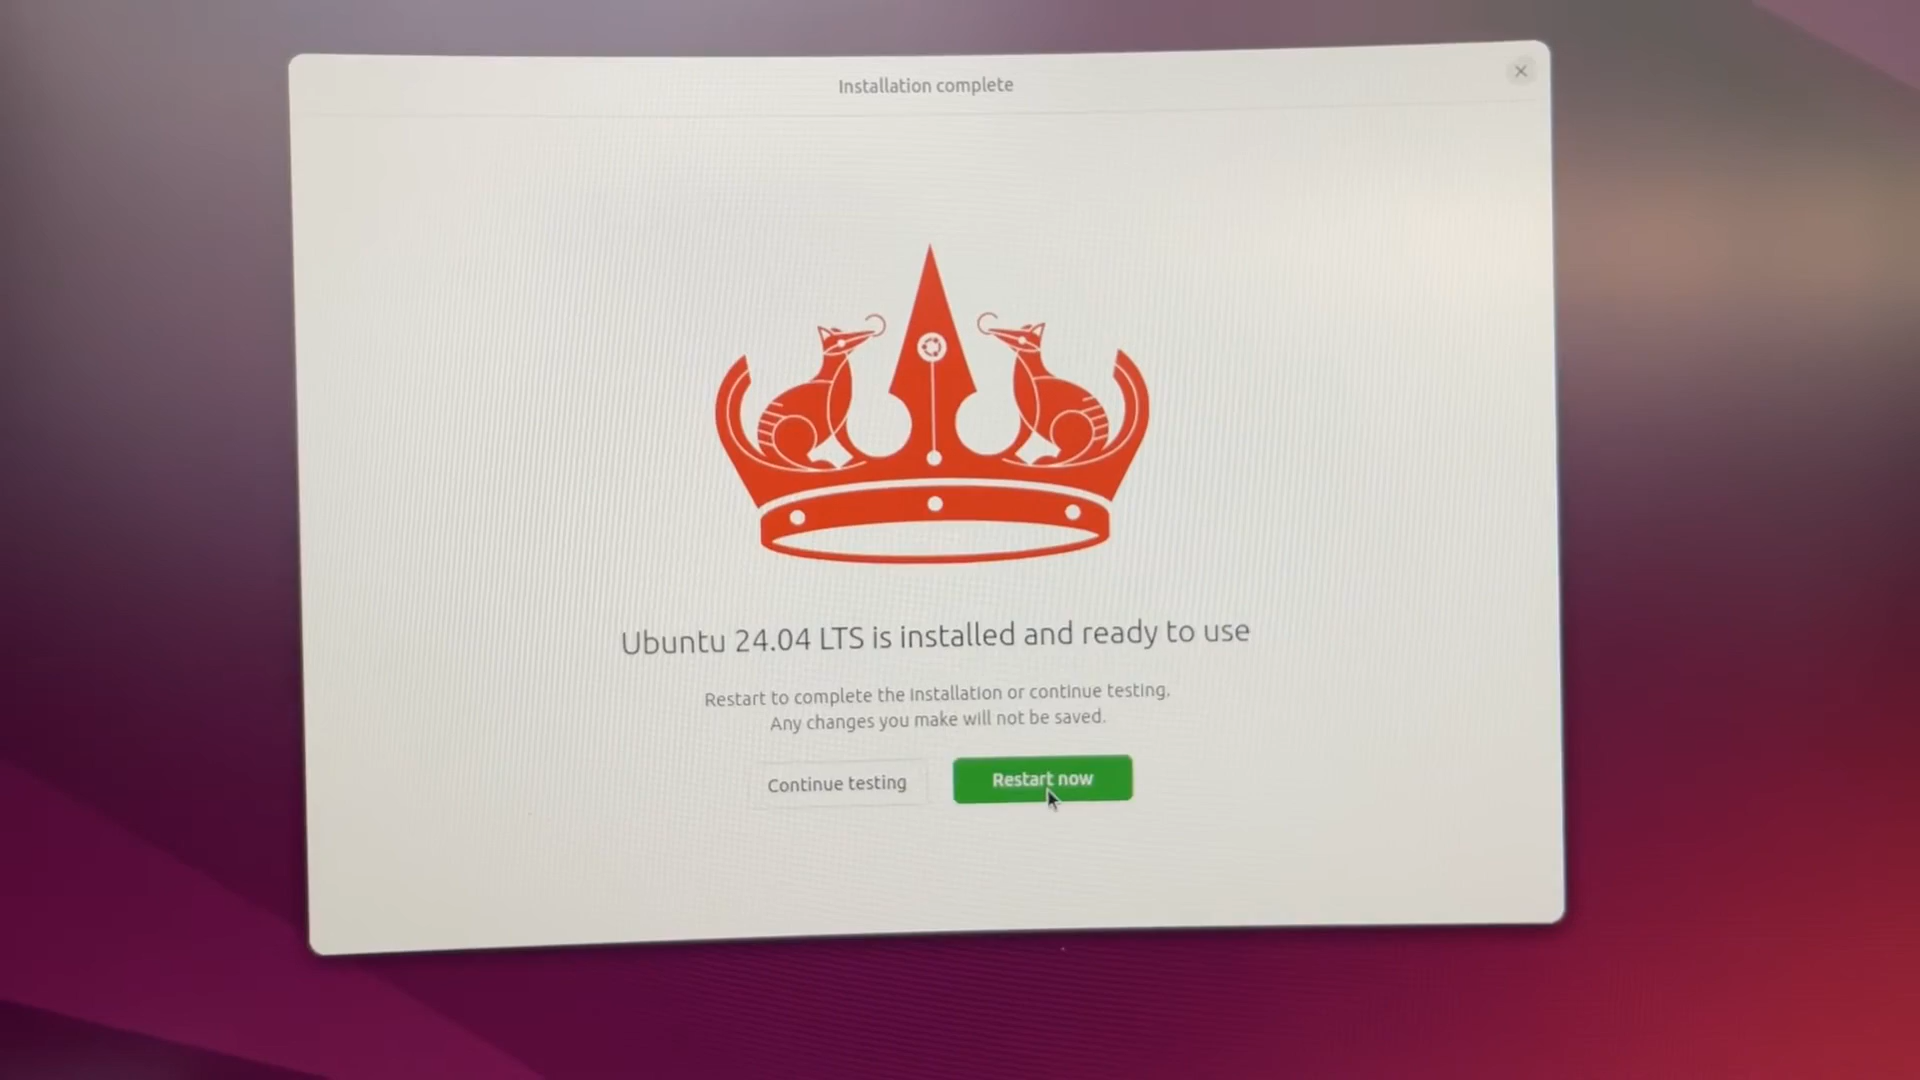 Installation complete
Ubuntu 24.04 LTS is installed and ready to use
Restart to complete the installation or continue testing.
Any changes you make will not be saved.
Continue testing
Restart now